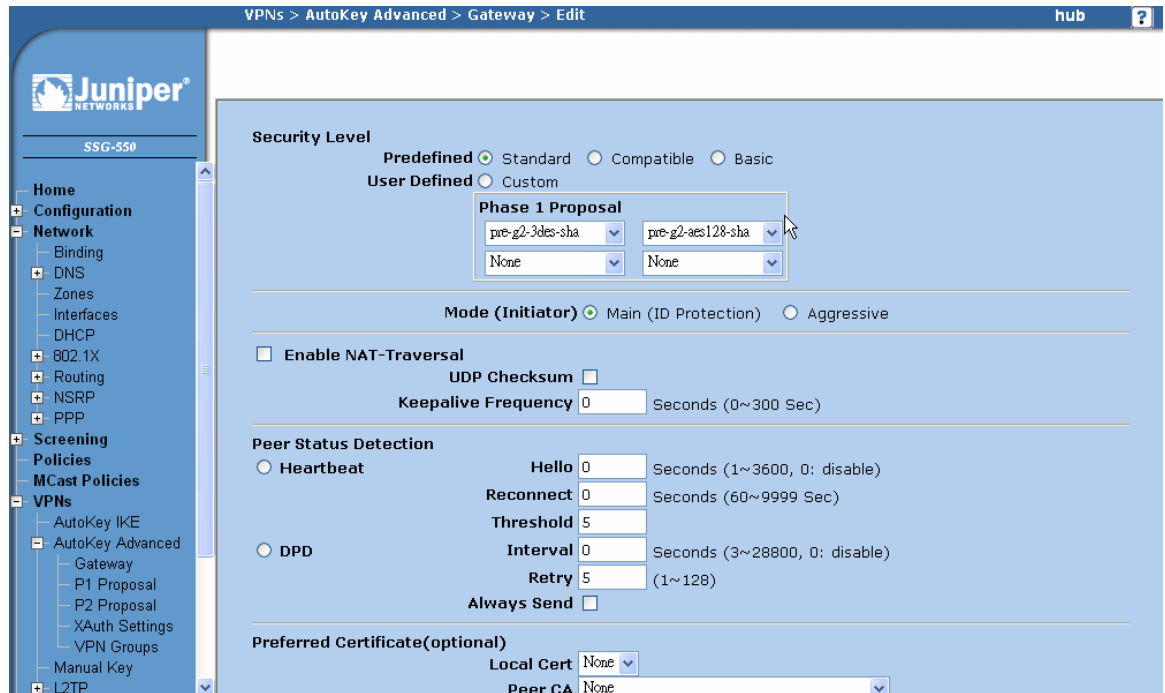 VPNs > AutoKey Advanced > Gateway > Edit
hub
?
Juniper®
NETWORKS
SSG-550
Home
Configuration
Network
Binding
DNS
Zones
Interfaces
DHCP
802.1X
Routing
NSRP
PPP
Screening
Policies
MCast Policies
VPNs
AutoKey IKE
AutoKey Advanced
Gateway
P1 Proposal
P2 Proposal
XAuth Settings
VPN Groups
Manual Key
L2TP
Security Level
Predefined Standard Compatible Basic
User Defined Custom
Phase 1 Proposal
pre-g2-3des-sha pre-g2-aes128-sha
None None
Mode (Initiator) Main (ID Protection) Aggressive
Enable NAT-Traversal
UDP Checksum
Keepalive Frequency 0 Seconds (0~300 Sec)
Peer Status Detection
Heartbeat Hello 0 Seconds (1~3600, 0: disable)
Reconnect 0 Seconds (60~9999 Sec)
Threshold 5
DPD Interval 0 Seconds (3~28800, 0: disable)
Retry 5 (1~128)
Always Send
Preferred Certificate(optional)
Local Cert None
Peer CA None